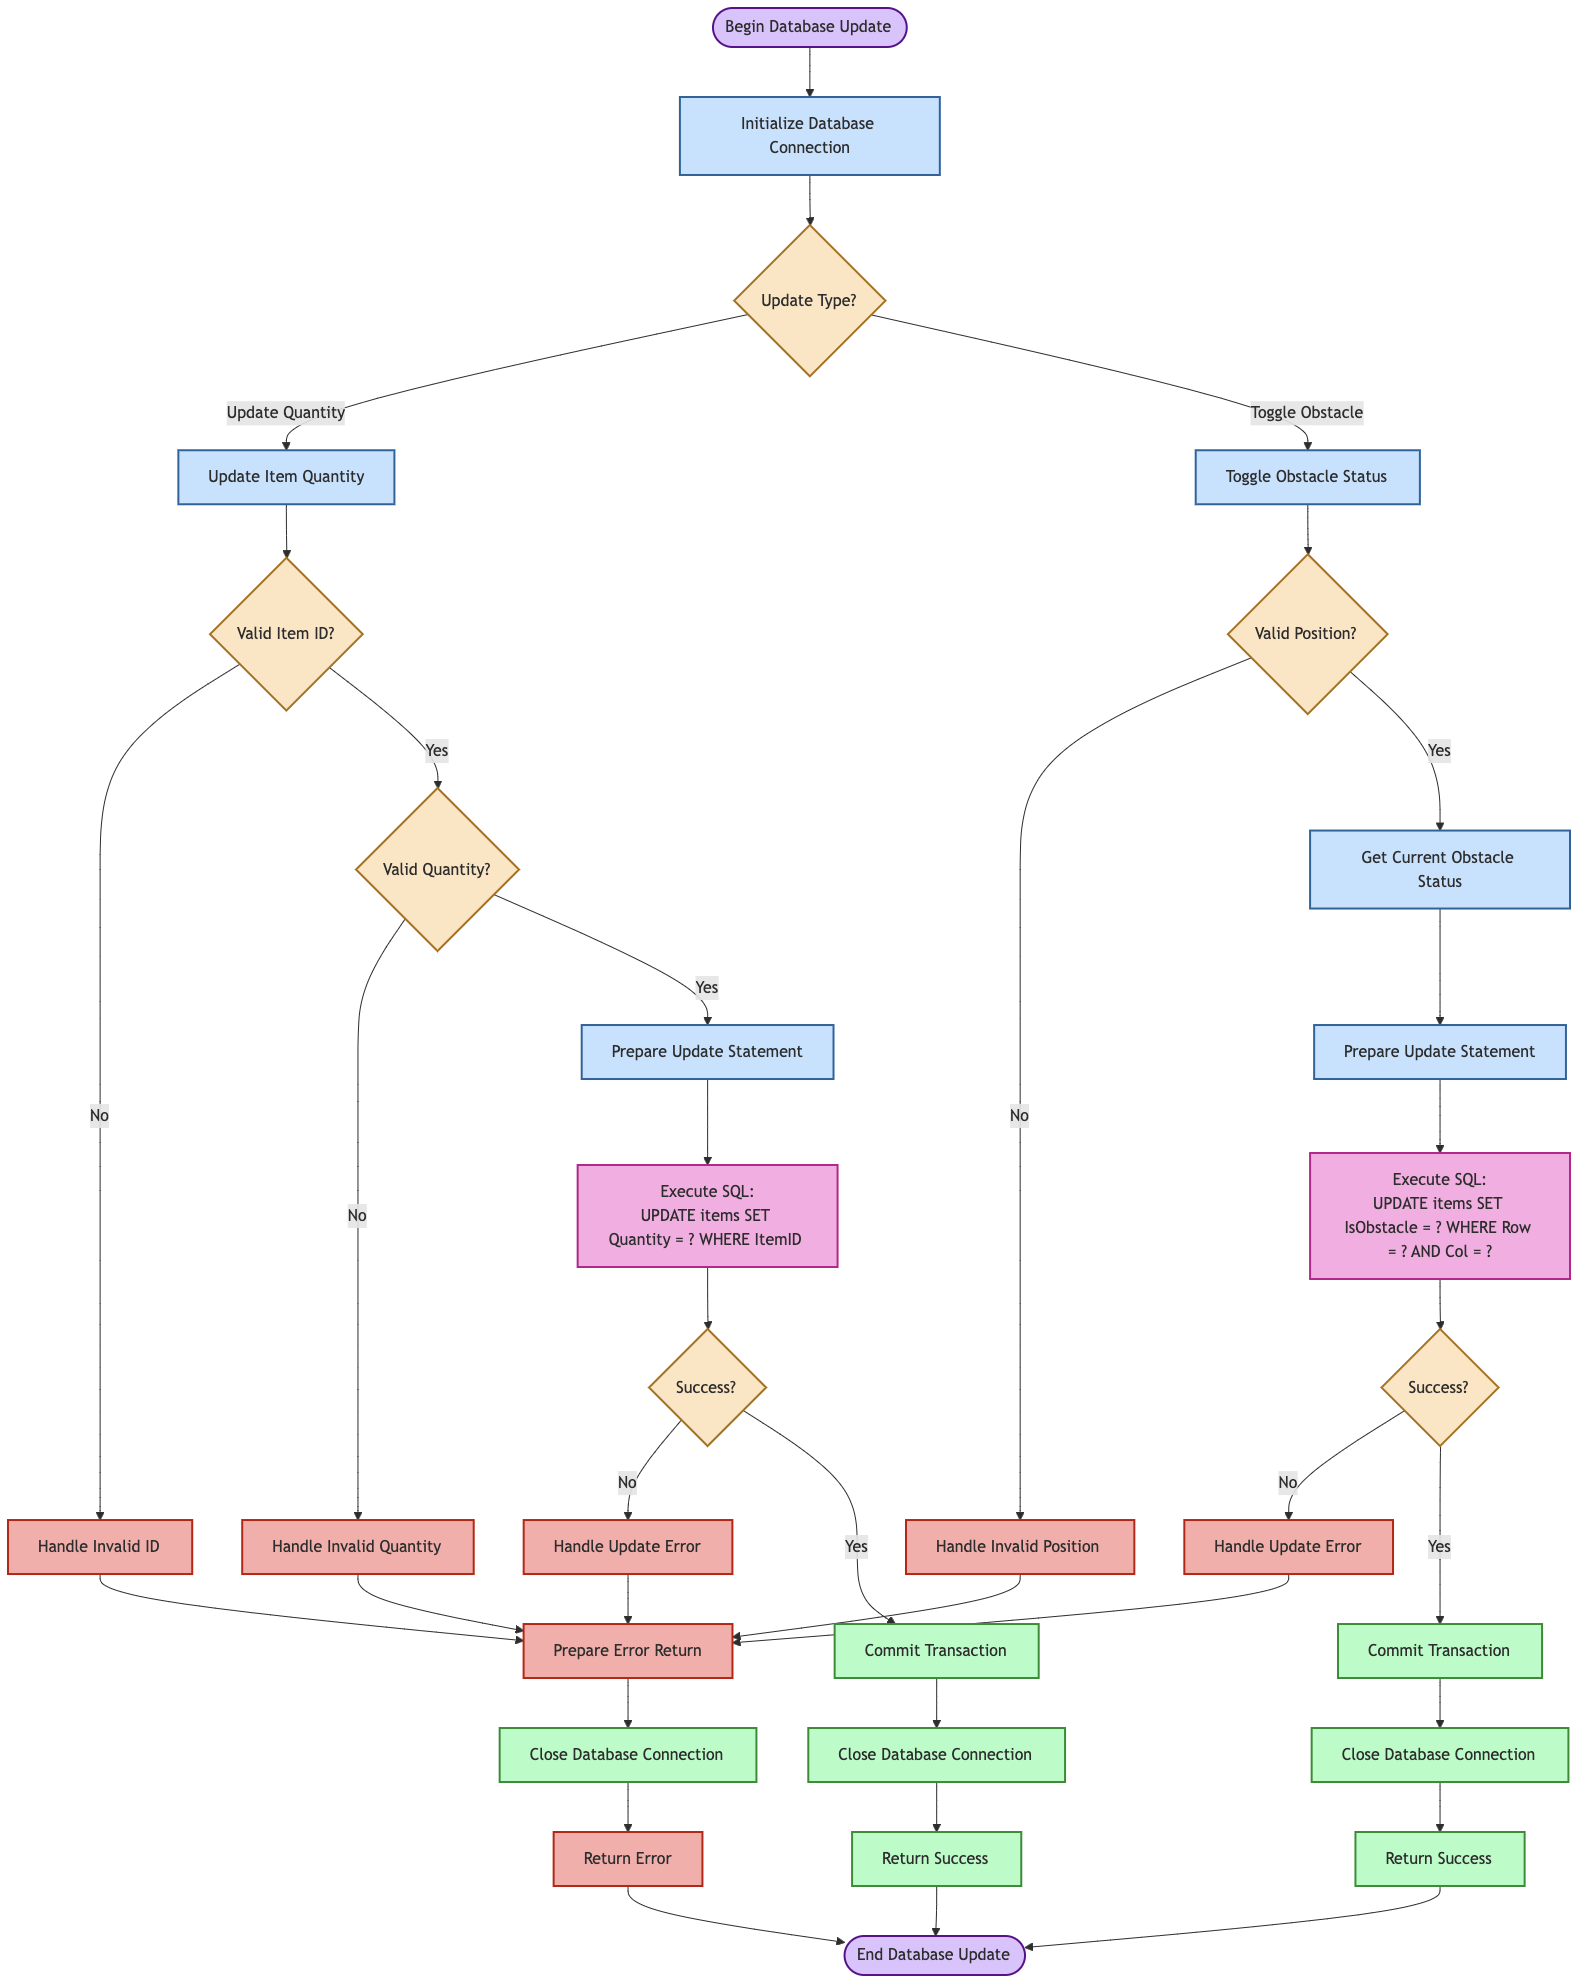 Begin Database Update
Initialize Database
Connection
Update Type?
Update Quantity
Toggle Obstacle
Update Item Quantity
Toggle Obstacle Status
Valid Item ID?
Valid Position?
Yes
Yes
Valid Quantity?
Get Current Obstacle
Status
Yes
Prepare Update Statement
Prepare Update Statement
No
No
No
Execute SQL:
UPDATE items SET
Quantity = ? WHERE ItemID
Execute SQL:
UPDATE items SET
IsObstacle = ? WHERE Row
= ? AND Col = ?
Success?
Success?
No
No
Handle Invalid ID
Handle Invalid Quantity
Handle Update Error
Yes
Handle Invalid Position
Handle Update Error
Yes
Prepare Error Return
Commit Transaction
Commit Transaction
Close Database Connection
Close Database Connection
Close Database Connection
Return Error
Return Success
Return Success
End Database Update